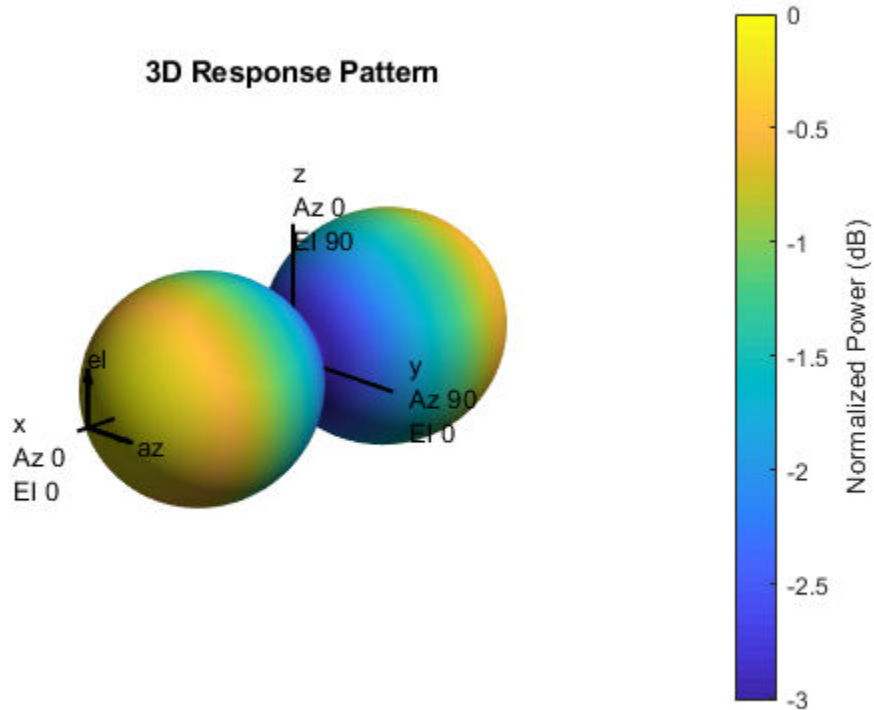 3D Response Pattern
z
Az 0
El 90
y
Az 90
El 0
el
az
x
Az 0
El 0
0
-0.5
-1
-1.5
-2
-2.5
-3
Normalized Power (dB)